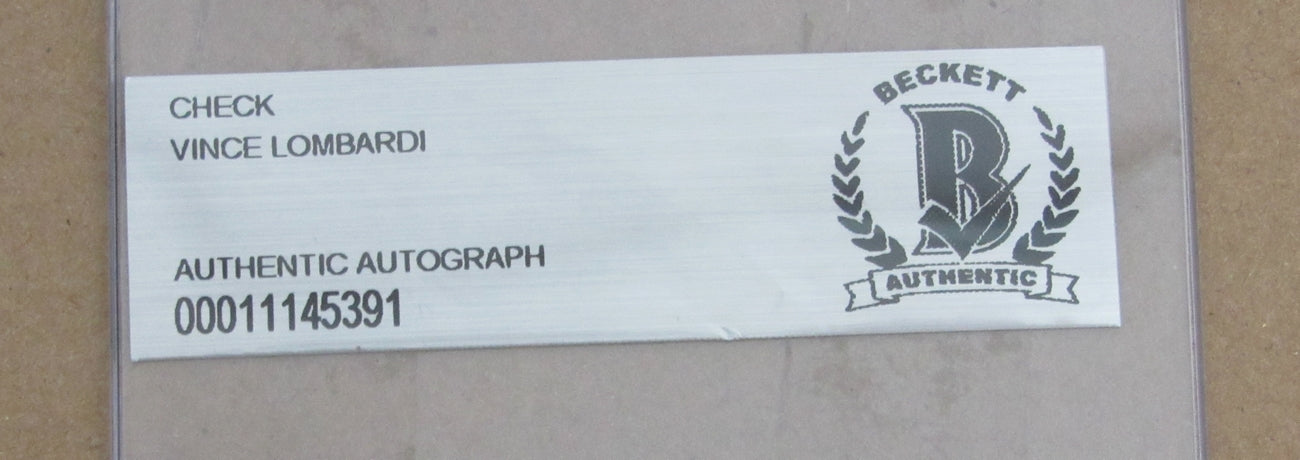 CHECK
VINCE LOMBARDI
AUTHENTIC AUTOGRAPH
00011145391
BECKETT
B
AUTHENTIC